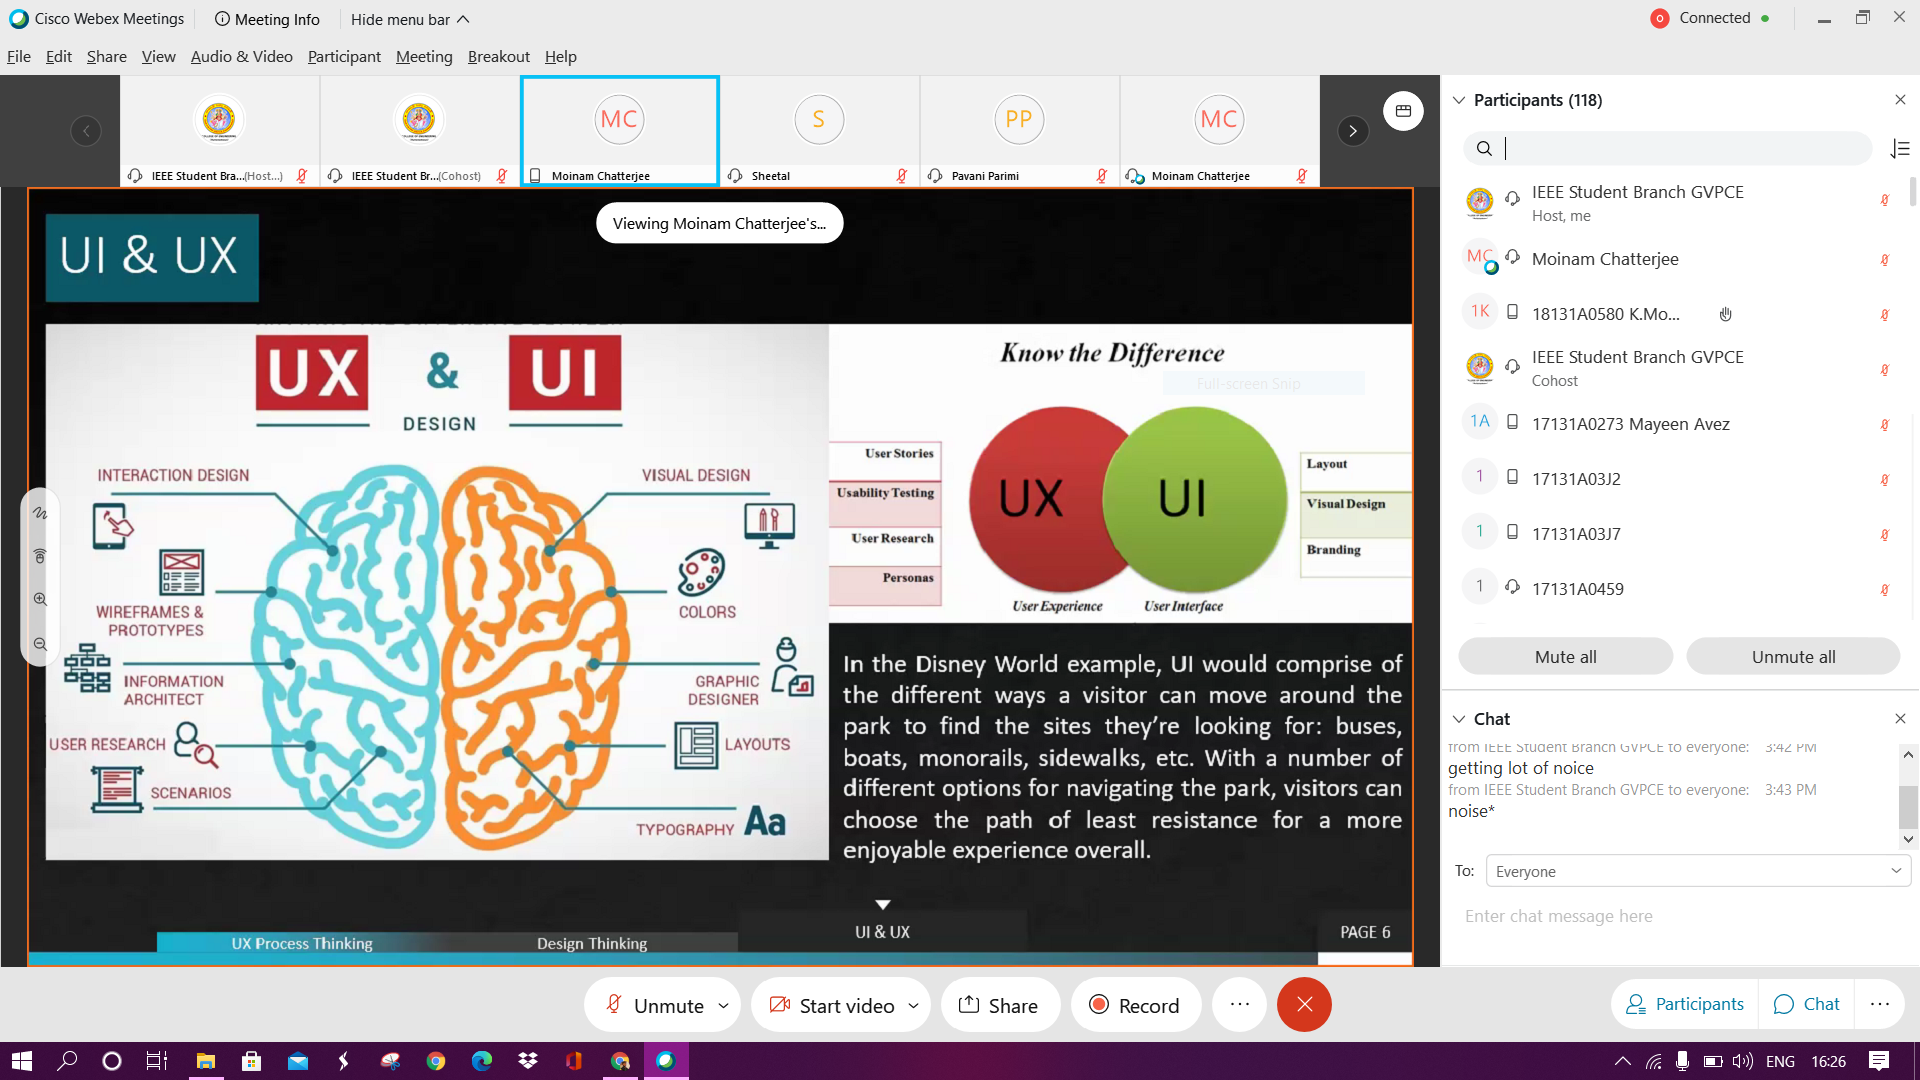 Cisco Webex Meetings
Meeting Info
Hide menu bar
Connected
File Edit Share View Audio & Video Participant Meeting Breakout Help
IEEE Student Bra...(Host...)
IEEE Student Br...(Cohost)
MC
Moinam Chatterjee
S
Sheetal
PP
Pavani Parimi
MC
Moinam Chatterjee
Viewing Moinam Chatterjee's...
UI & UX
UX & UI
DESIGN
INTERACTION DESIGN
VISUAL DESIGN
WIREFRAMES &
PROTOTYPES
COLORS
INFORMATION
ARCHITECT
GRAPHIC
DESIGNER
USER RESEARCH
LAYOUTS
SCENARIOS
TYPOGRAPHY Aa
Know the Difference
Full-screen Snip
User Stories
Usability Testing
User Research
Personas
UX
UI
Layout
Visual Design
Branding
User Experience
User Interface
In the Disney World example, UI would comprise of
the different ways a visitor can move around the
park to find the sites they're looking for: buses,
boats, monorails, sidewalks, etc. With a number of
different options for navigating the park, visitors can
choose the path of least resistance for a more
enjoyable experience overall.
UX Process Thinking
Design Thinking
UI & UX
PAGE 6
Participants (118)
IEEE Student Branch GVPCE
Host, me
MC
Moinam Chatterjee
1K
18131A0580 K.Mo...
IEEE Student Branch GVPCE
Cohost
1A
17131A0273 Mayeen Avez
1
17131A03J2
1
17131A03J7
1
17131A0459
Mute all
Unmute all
Chat
from IEEE Student Branch GVPCE to everyone: 3:42 PM
getting lot of noice
from IEEE Student Branch GVPCE to everyone: 3:43 PM
noise*
To: Everyone
Enter chat message here
Unmute
Start video
Share
Record
Participants
Chat
ENG
16:26